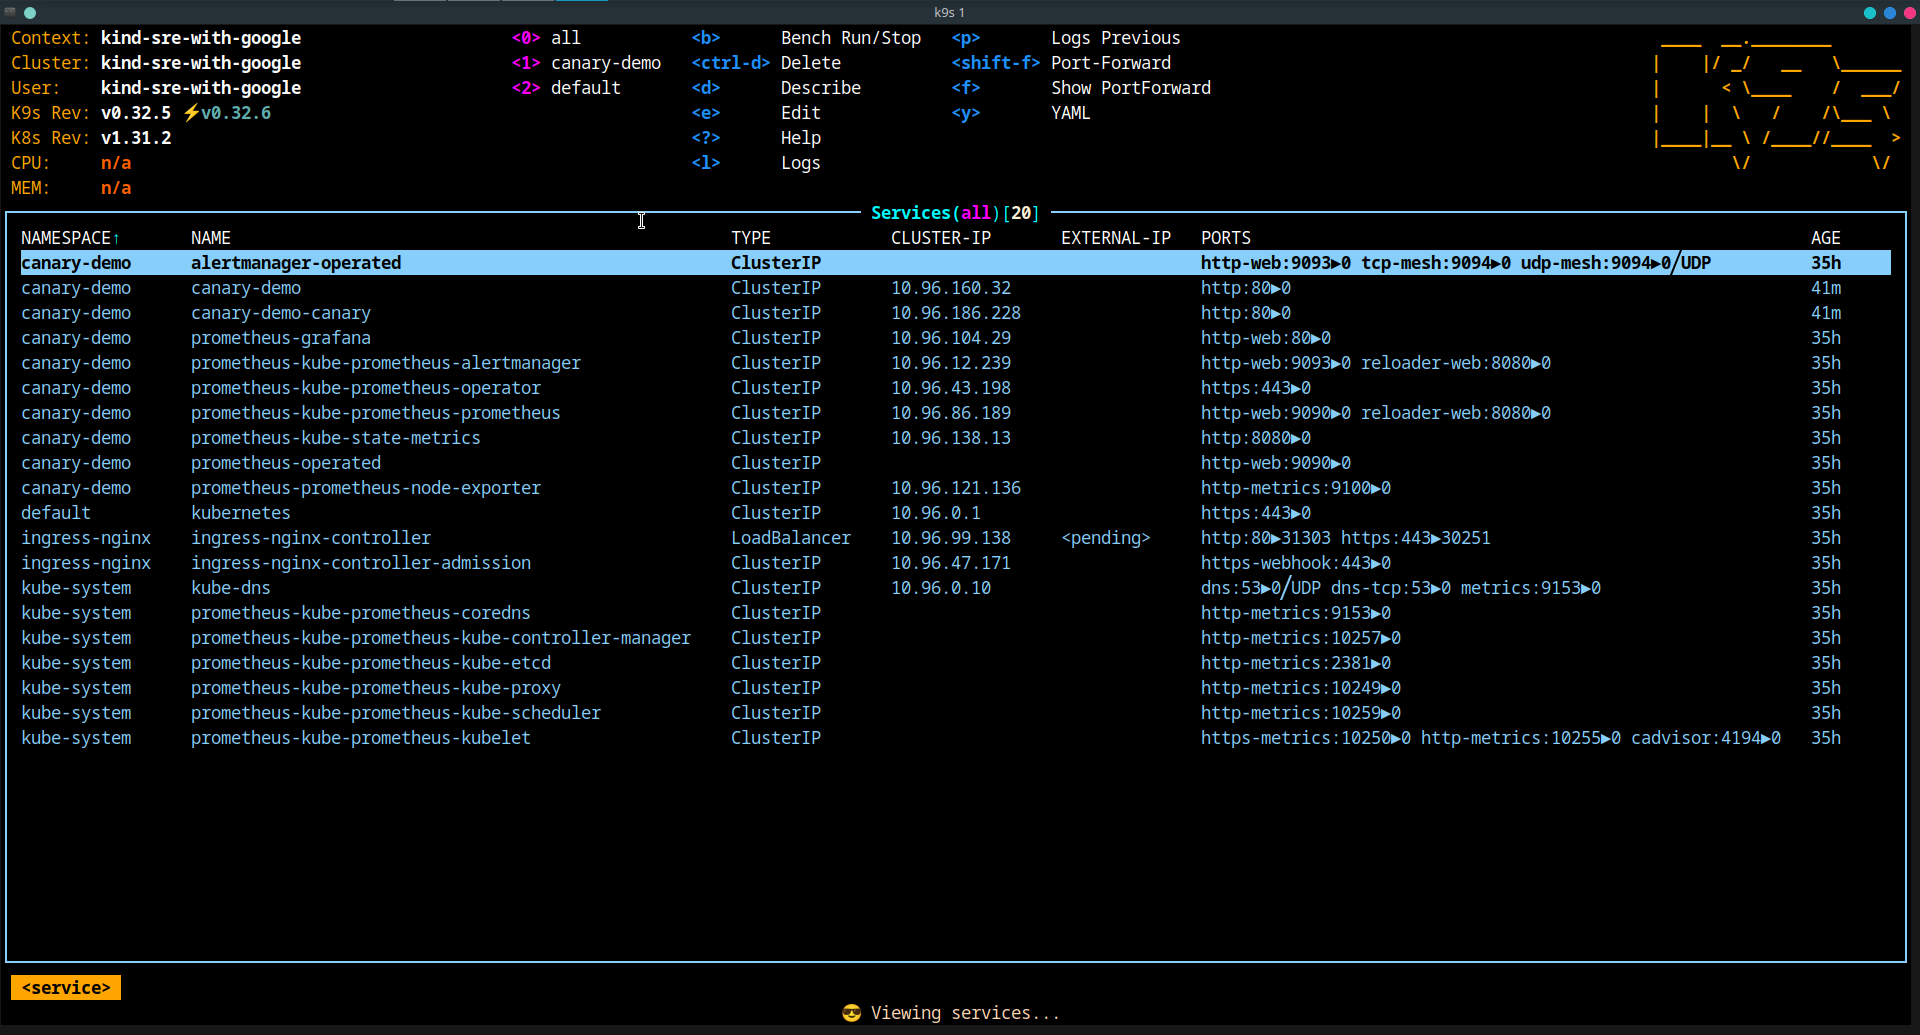 k9s 1
Context: kind-sre-with-google <0> all <b> Bench Run/Stop <p> Logs Previous
Cluster: kind-sre-with-google <1> canary-demo <ctrl-d> Delete <shift-f> Port-Forward
User: kind-sre-with-google <2> default <d> Describe <f> Show PortForward
K9s Rev: v0.32.5 ⚡v0.32.6 <e> Edit <y> YAML
K8s Rev: v1.31.2 <?> Help
CPU: n/a <l> Logs
MEM: n/a
Services(all)[20]
NAMESPACE↑ NAME TYPE CLUSTER-IP EXTERNAL-IP PORTS AGE
canary-demo alertmanager-operated ClusterIP http-web:9093►0 tcp-mesh:9094►0 udp-mesh:9094►0╱UDP 35h
canary-demo canary-demo ClusterIP 10.96.160.32 http:80►0 41m
canary-demo canary-demo-canary ClusterIP 10.96.186.228 http:80►0 41m
canary-demo prometheus-grafana ClusterIP 10.96.104.29 http-web:80►0 35h
canary-demo prometheus-kube-prometheus-alertmanager ClusterIP 10.96.12.239 http-web:9093►0 reloader-web:8080►0 35h
canary-demo prometheus-kube-prometheus-operator ClusterIP 10.96.43.198 https:443►0 35h
canary-demo prometheus-kube-prometheus-prometheus ClusterIP 10.96.86.189 http-web:9090►0 reloader-web:8080►0 35h
canary-demo prometheus-kube-state-metrics ClusterIP 10.96.138.13 http:8080►0 35h
canary-demo prometheus-operated ClusterIP http-web:9090►0 35h
canary-demo prometheus-prometheus-node-exporter ClusterIP 10.96.121.136 http-metrics:9100►0 35h
default kubernetes ClusterIP 10.96.0.1 https:443►0 35h
ingress-nginx ingress-nginx-controller LoadBalancer 10.96.99.138 <pending> http:80►31303 https:443►30251 35h
ingress-nginx ingress-nginx-controller-admission ClusterIP 10.96.47.171 https-webhook:443►0 35h
kube-system kube-dns ClusterIP 10.96.0.10 dns:53►0╱UDP dns-tcp:53►0 metrics:9153►0 35h
kube-system prometheus-kube-prometheus-coredns ClusterIP http-metrics:9153►0 35h
kube-system prometheus-kube-prometheus-kube-controller-manager ClusterIP http-metrics:10257►0 35h
kube-system prometheus-kube-prometheus-kube-etcd ClusterIP http-metrics:2381►0 35h
kube-system prometheus-kube-prometheus-kube-proxy ClusterIP http-metrics:10249►0 35h
kube-system prometheus-kube-prometheus-kube-scheduler ClusterIP http-metrics:10259►0 35h
kube-system prometheus-kube-prometheus-kubelet ClusterIP https-metrics:10250►0 http-metrics:10255►0 cadvisor:4194►0 35h
<service>
😎 Viewing services...